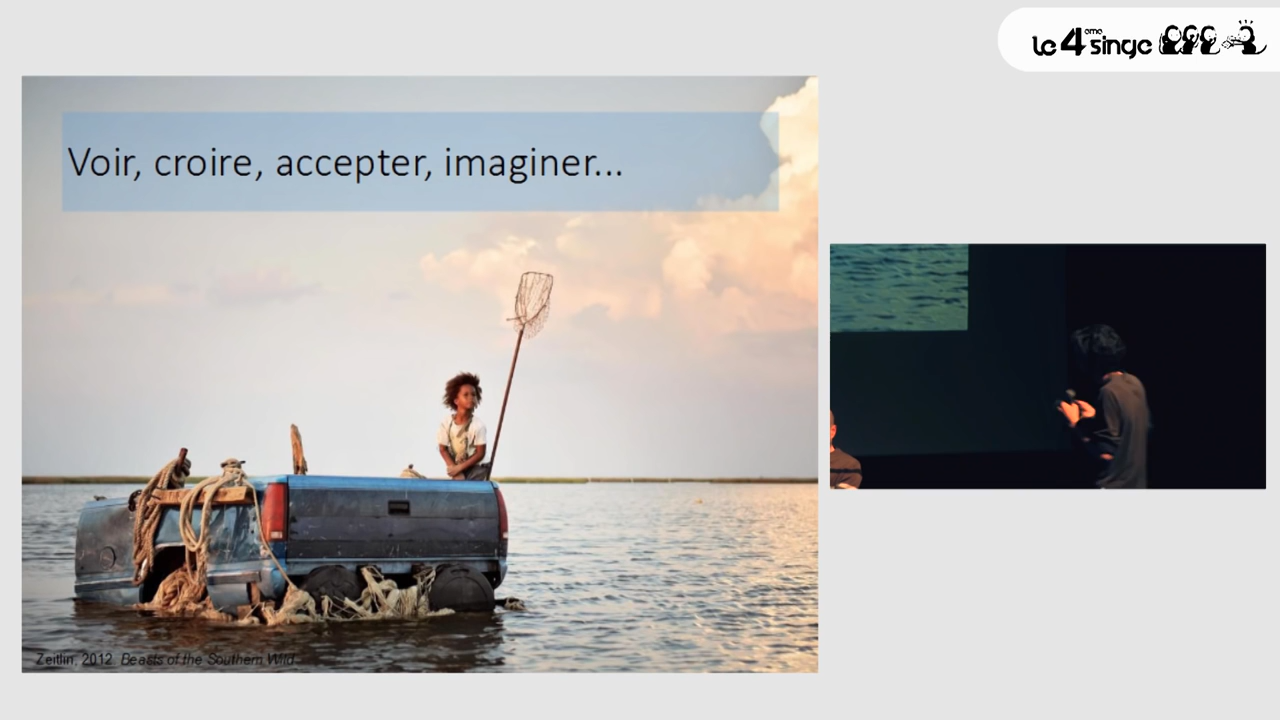 le 4ème singe
Voir, croire, accepter, imaginer...
Zeitlin, 2012 Beasts of the Southern Wild